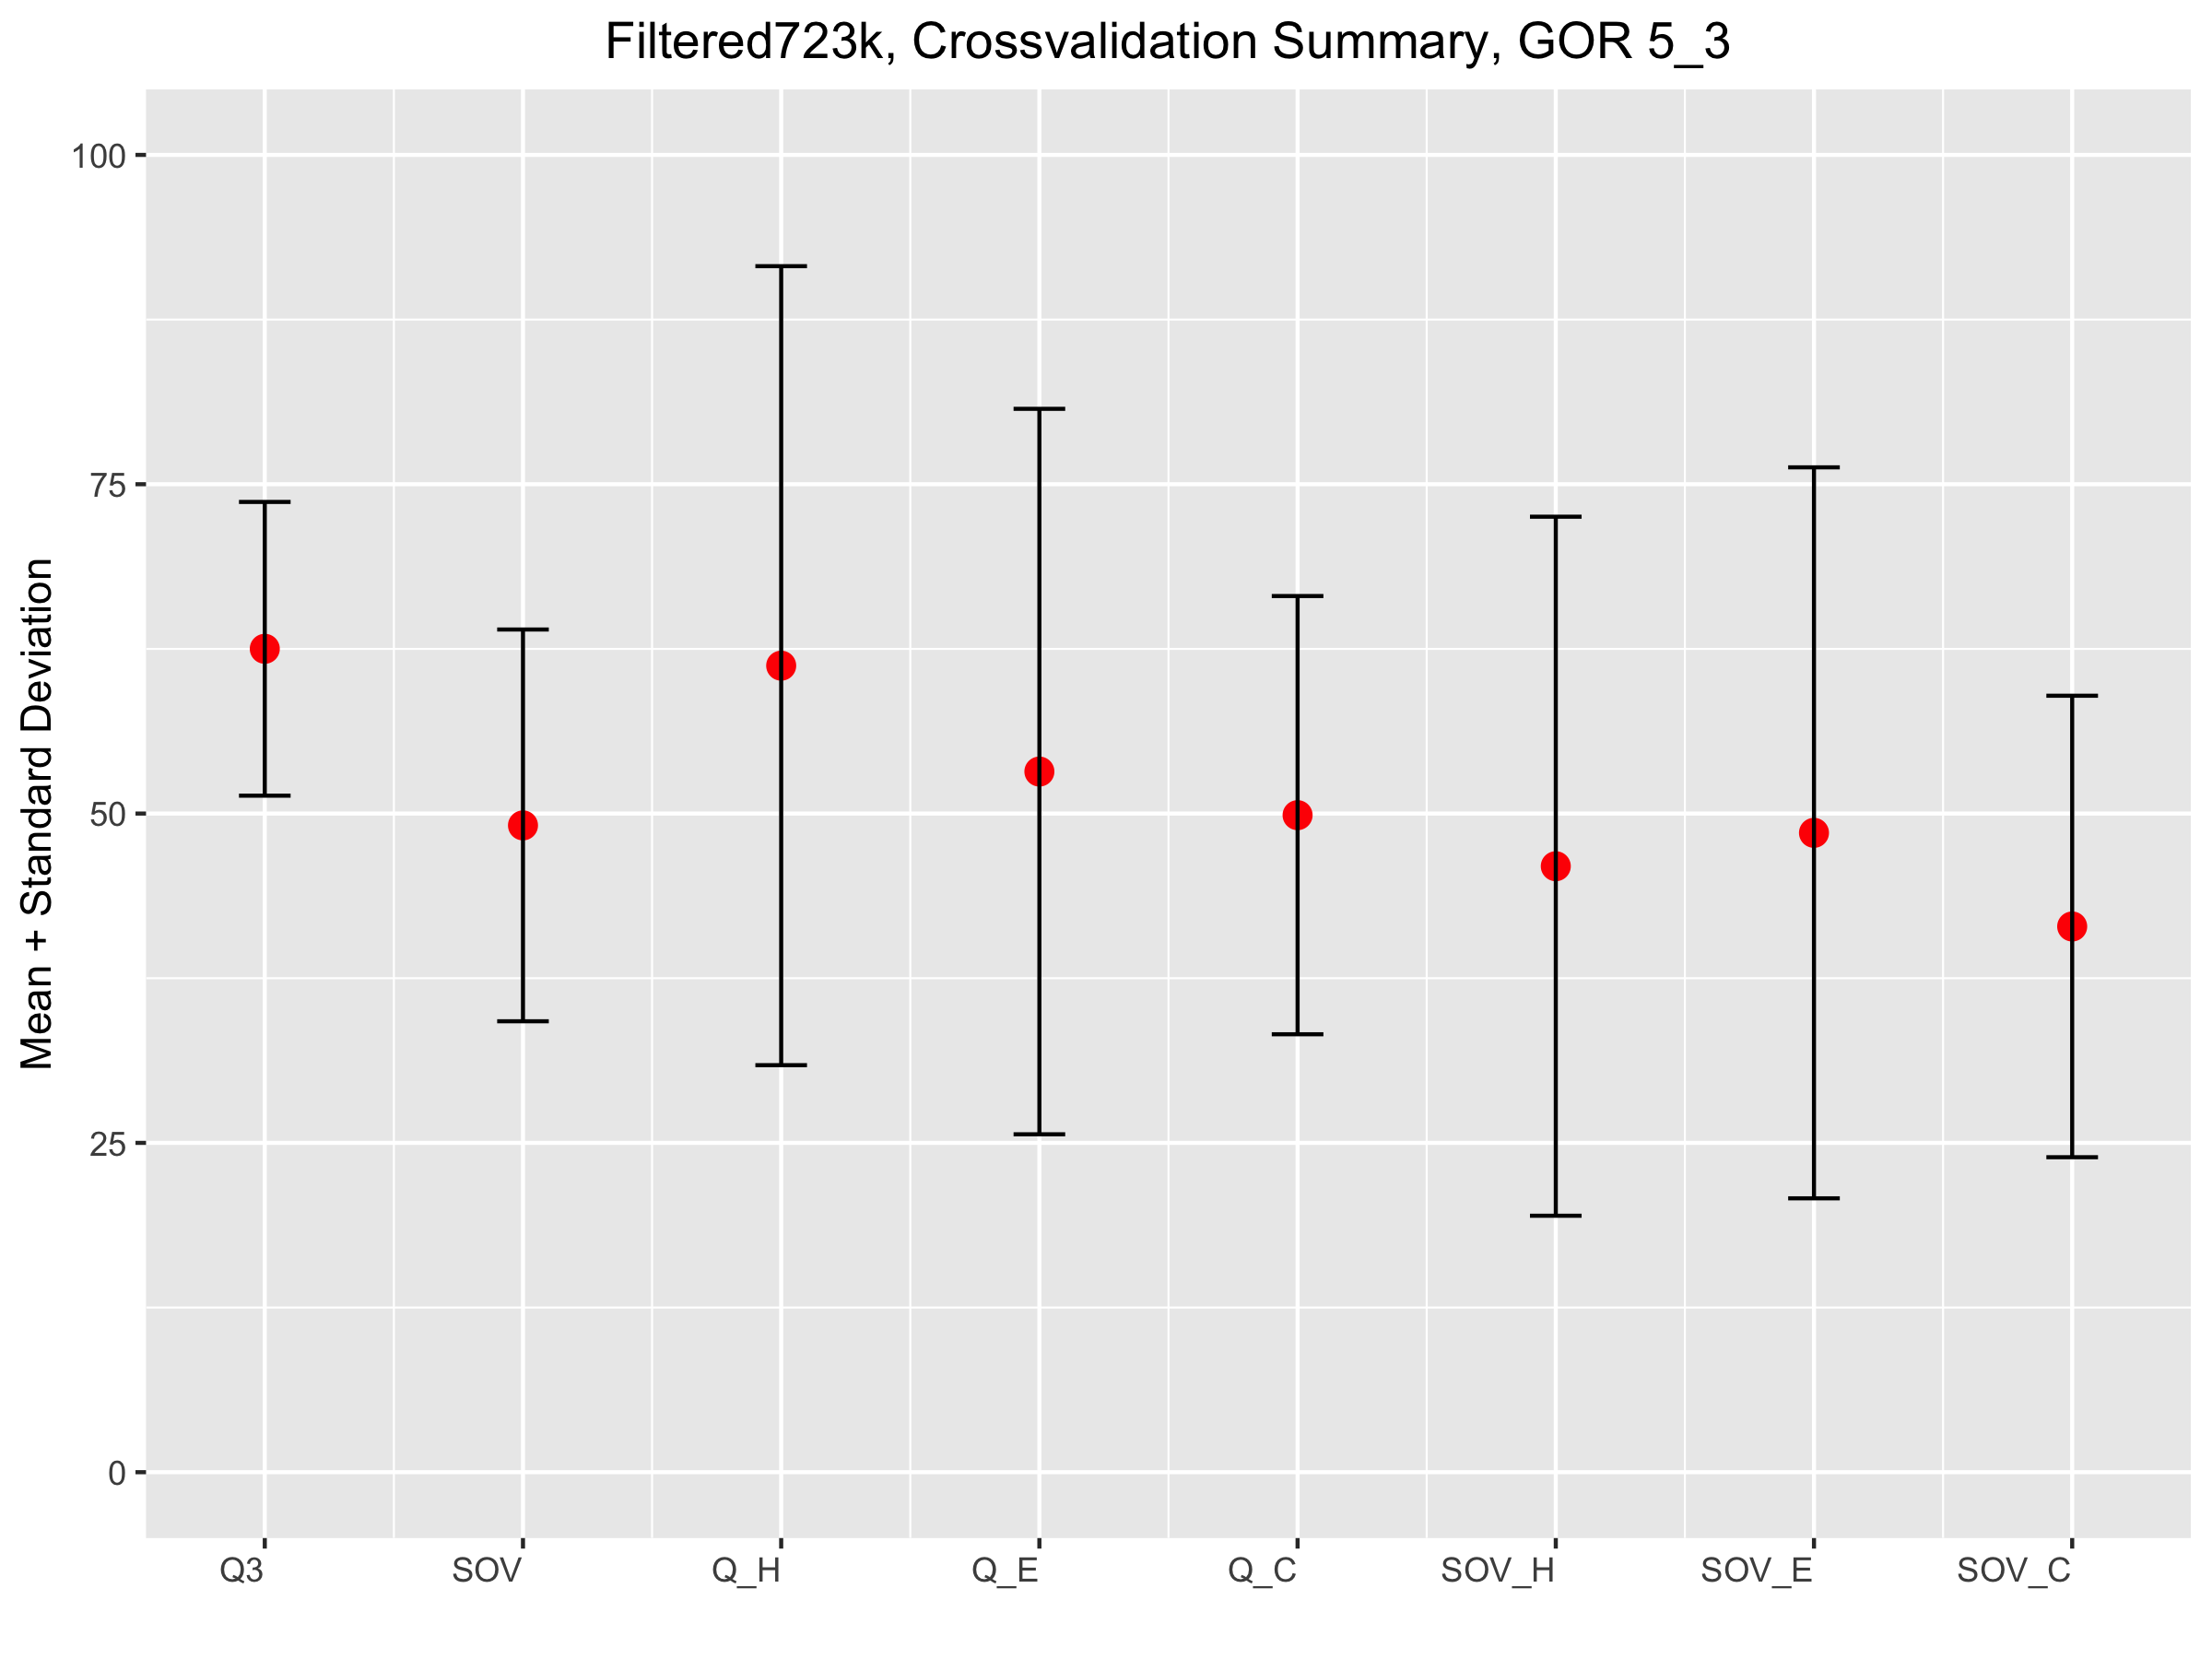 Filtered723k, Crossvalidation Summary, GOR 5_3
Mean + Standard Deviation
100
75
50
25
0
Q3 SOV Q_H Q_E Q_C SOV_H SOV_E SOV_C